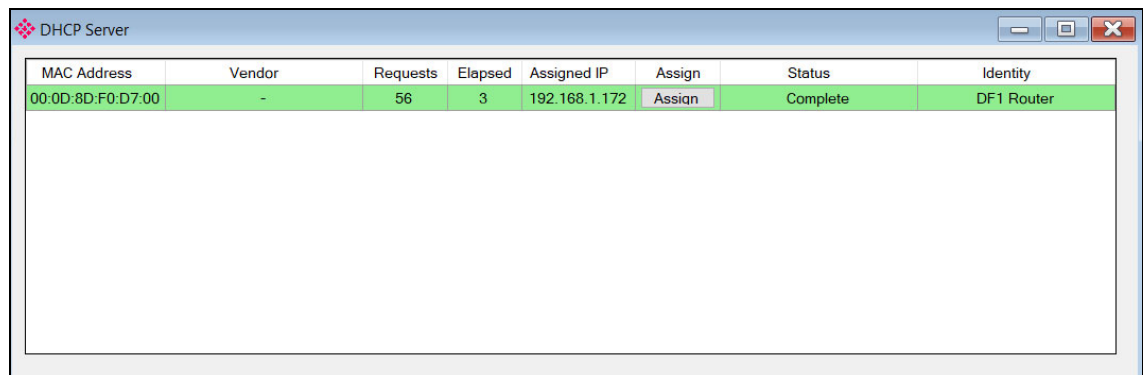 DHCP Server
MAC Address Vendor Requests Elapsed Assigned IP Assign Status Identity
00:0D:8D:F0:D7:00 - 56 3 192.168.1.172 Assign Complete DF1 Router